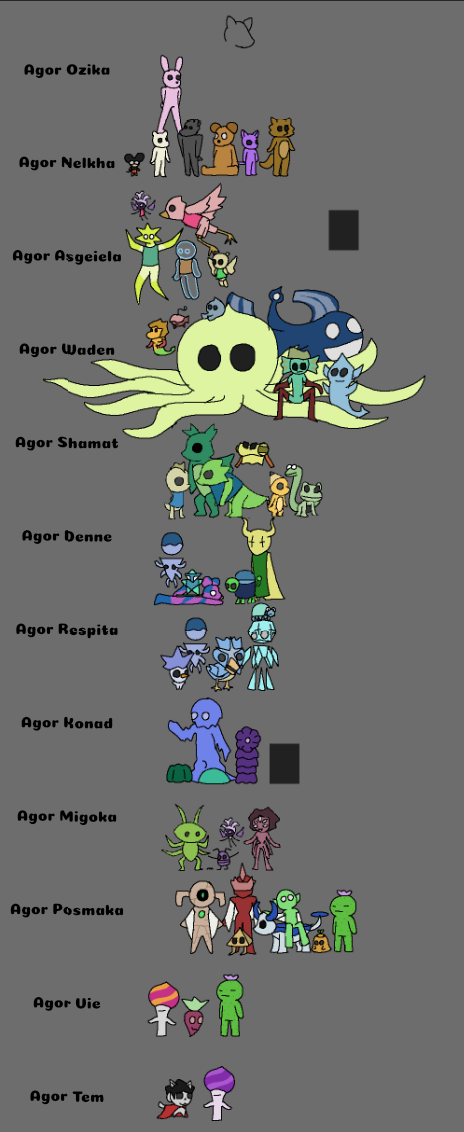 Agor Ozika
Agor Nelkha
Agor Asgeiela
Agor Waden
Agor Shamat
Agor Denne
Agor Respita
Agor Konad
Agor Migoka
Agor Posmaka
Agor Vie
Agor Tem